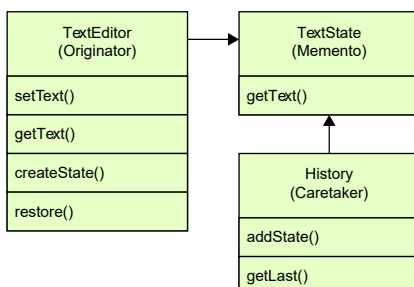 TextEditor
(Originator)
setText()
getText()
createState()
restore()
TextState
(Memento)
getText()
History
(Caretaker)
addState()
getLast()